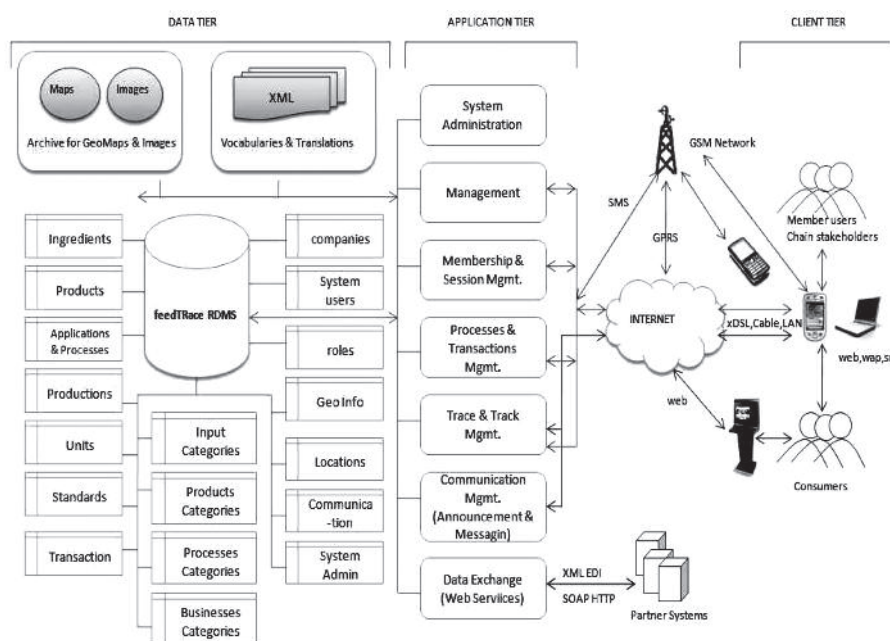 DATA TIER
APPLICATION TIER
CLIENT TIER
Maps
Images
Archive for GeoMaps & Images
XML
Vocabularies & Translations
Ingredients
Products
Applications
& Processes
Productions
Units
Standards
Transaction
feedTRace RDMS
Input
Categories
Products
Categories
Processes
Categories
Businesses
Categories
companies
System
users
roles
Geo Info
Locations
Communica
-tion
System
Admin
System
Administration
Management
Membership &
Session Mgmt.
Processes &
Transactions
Mgmt.
Trace & Track
Mgmt.
Communication
Mgmt.
(Announcement &
Messagin)
Data Exchange
(Web Serviices)
SMS
GPRS
GSM Network
INTERNET
xDSL,Cable,LAN
web
Member users
Chain stakeholders
web,wap,s
Consumers
XML EDI
SOAP HTTP
Partner Systems